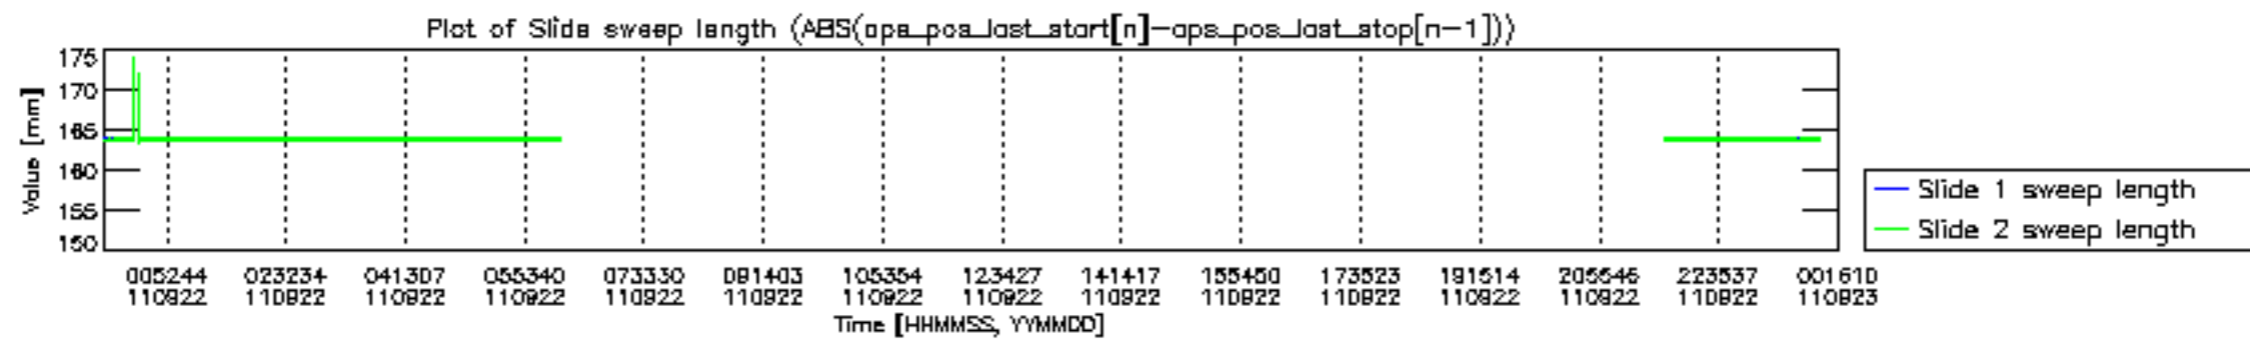 Plot of Slide sweep length (ABS(aps_pos_last_start[n]-aps_pos_last_stop[n-1]))
175
170
165
160
155
150
Value [mm]
005244 023234 041307 055340 073330 091403 105354 123427 141417 155450 173523 191514 205546 223537 001610
110922 110922 110922 110922 110922 110922 110922 110922 110922 110922 110922 110922 110922 110922 110923
Time [HHMMSS, YYMMDD]
Slide 1 sweep length
Slide 2 sweep length